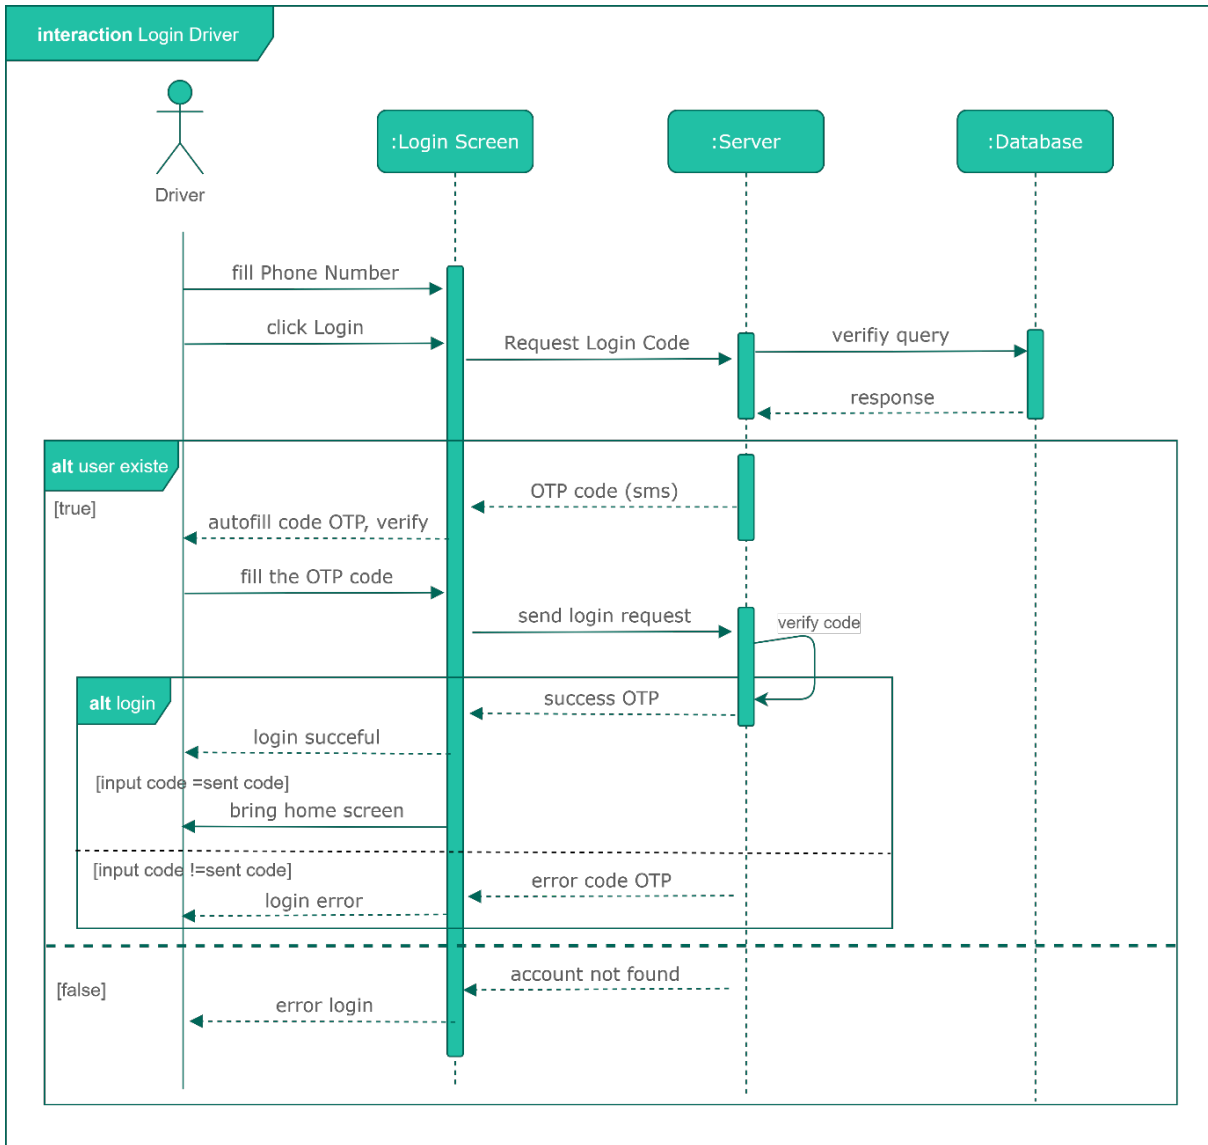 interaction Login Driver
:Login Screen
:Server
:Database
Driver
fill Phone Number
click Login
Request Login Code
verifiy query
response
alt user existe
[true]
OTP code (sms)
autofill code OTP, verify
fill the OTP code
send login request
verify code
alt login
success OTP
login succeful
[input code =sent code]
bring home screen
[input code !=sent code]
error code OTP
login error
account not found
[false]
error login